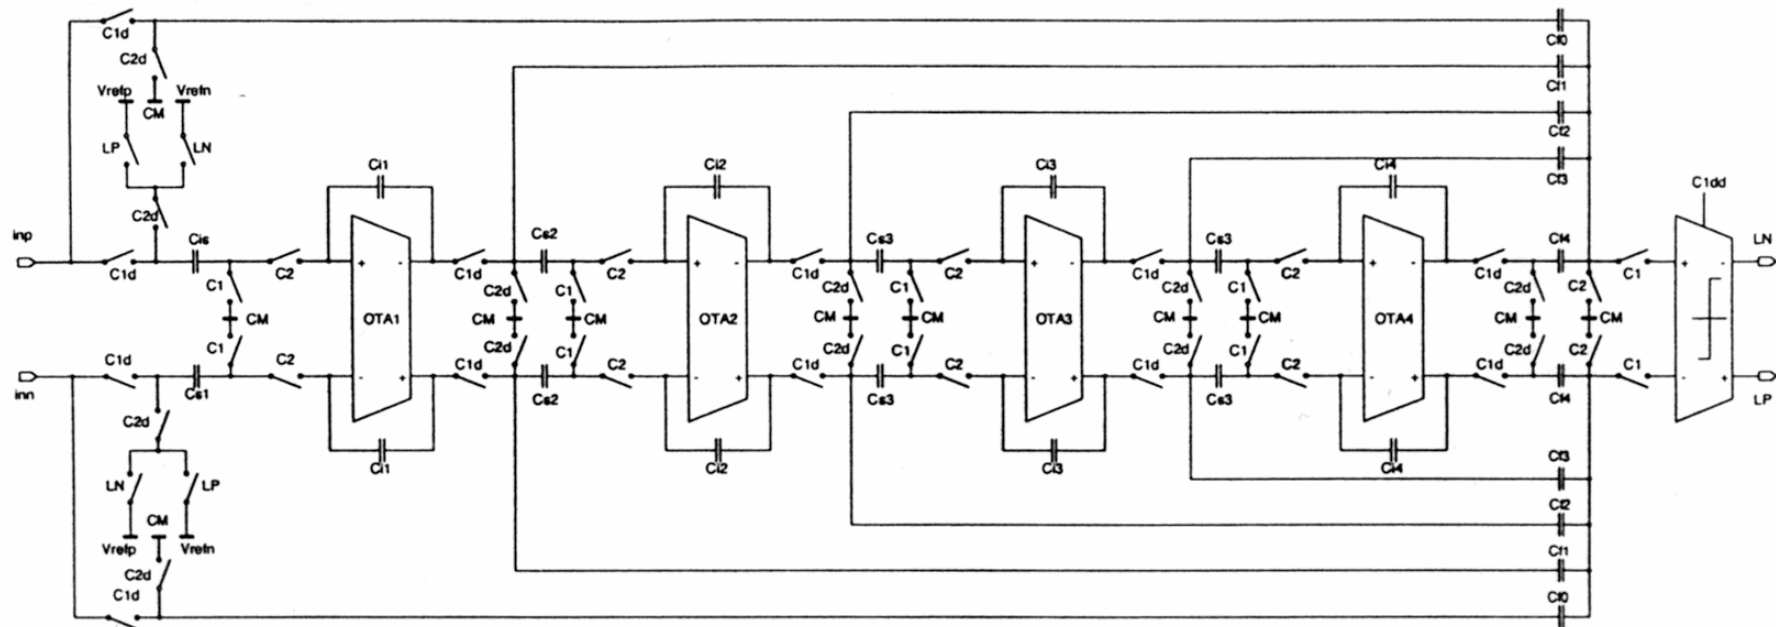 C1d
Cf0
C2d
Vrefp
Vrefn
Cf1
CM
Cf2
LP
LN
Ci1
Ci2
Ci3
Ci4
Cf3
C1dd
C2d
inp
Cis
Cs2
Cs3
Cs3
Cf4
LN
C1d
C2
C1d
C2
C1d
C2
C1d
C2
C1d
C1
C1
C2d
C1
C2d
C1
C2d
C1
C2d
C2
CM
OTA1
CM
CM
OTA2
CM
CM
OTA3
CM
CM
OTA4
CM
CM
C1
C2d
C1
C2d
C1
C2d
C1
C2d
C2
C1d
C2
C1d
C2
C1d
C2
C1d
C2
C1d
C1
inn
Cs1
Cs2
Cs3
Cs3
Cf4
LP
C2d
Ci1
Ci2
Ci3
Ci4
Cf3
LN
LP
CM
Cf2
Vrefp
Vrefn
C2d
Cf1
C1d
Cf0